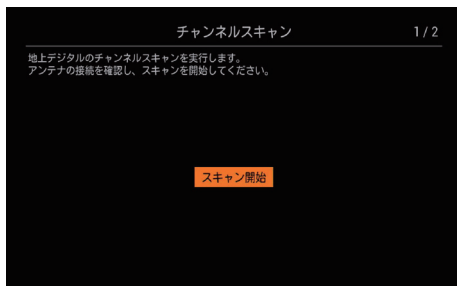 チャンネルスキャン 1/2
地上デジタルのチャンネルスキャンを実行します。
アンテナの接続を確認し、スキャンを開始してください。
スキャン開始